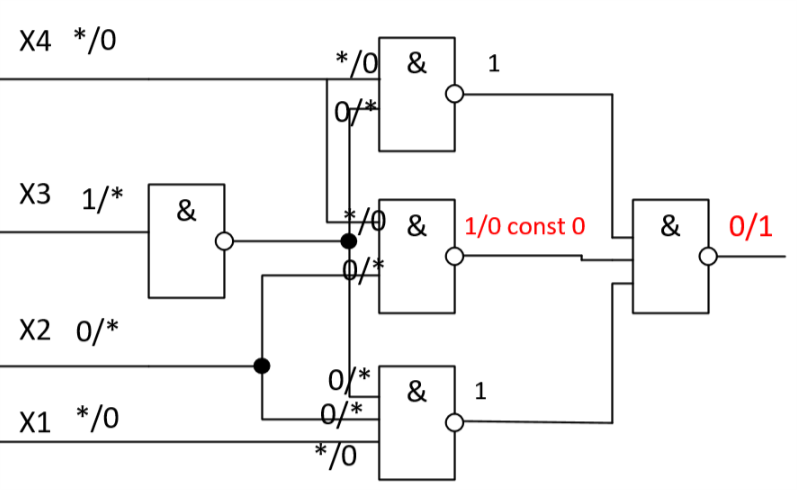 X4 */0
*/0 & 1
0/*
X3 1/*
&
*/0 & 1/0 const 0
& 0/1
0/*
X2 0/*
0/* & 1
0/*
X1 */0
*/0